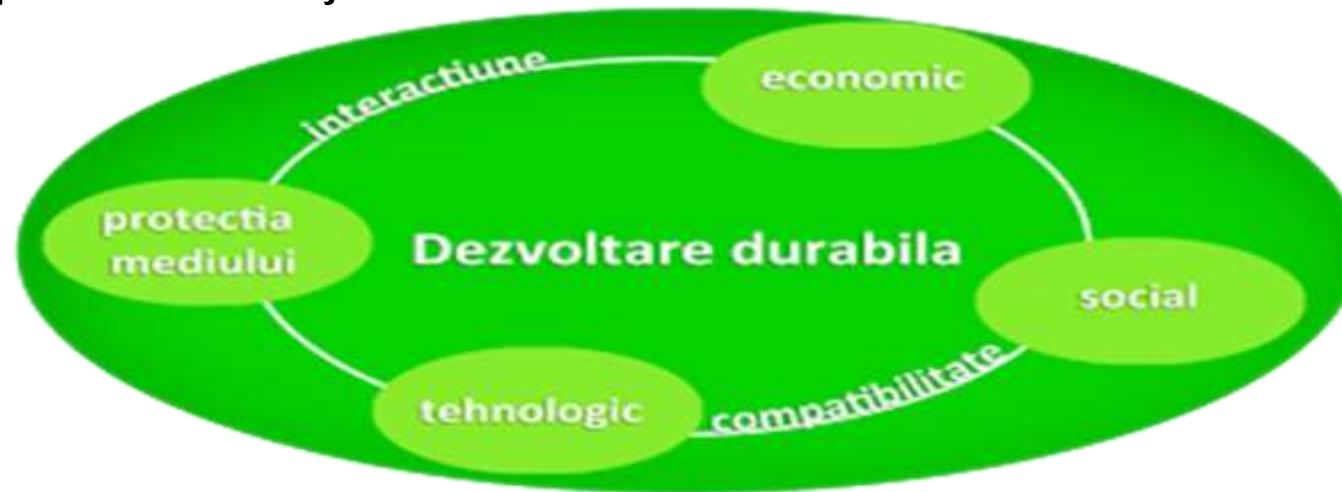 interactiune
economic
protectia
mediului
Dezvoltare durabila
social
tehnologic
compatibilitate